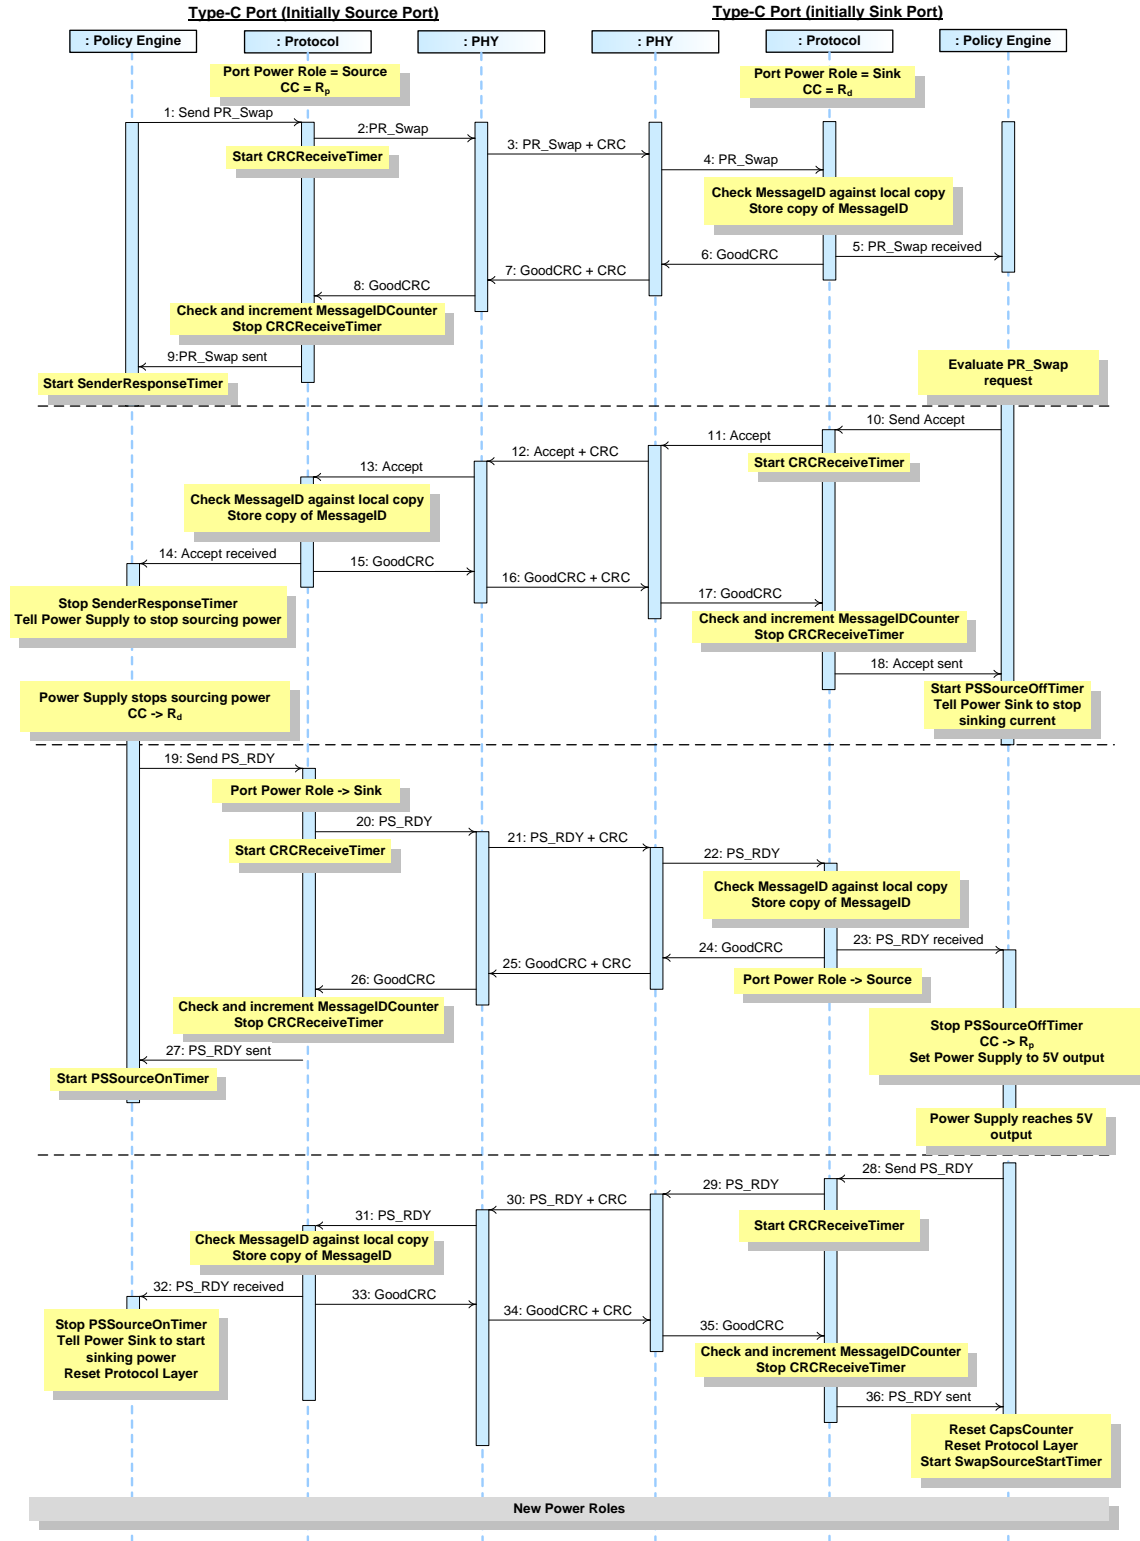 Type-C Port (Initially Source Port)
Type-C Port (initially Sink Port)
: Policy Engine
: Protocol
: PHY
: PHY
: Protocol
: Policy Engine
Port Power Role = Source
CC = Rp
Port Power Role = Sink
CC = Rd
1: Send PR_Swap
2:PR_Swap
Start CRCReceiveTimer
3: PR_Swap + CRC
4: PR_Swap
Check MessageID against local copy
Store copy of MessageID
5: PR_Swap received
6: GoodCRC
7: GoodCRC + CRC
8: GoodCRC
Check and increment MessageIDCounter
Stop CRCReceiveTimer
9:PR_Swap sent
Start SenderResponseTimer
Evaluate PR_Swap
request
10: Send Accept
11: Accept
Start CRCReceiveTimer
12: Accept + CRC
13: Accept
Check MessageID against local copy
Store copy of MessageID
14: Accept received
15: GoodCRC
16: GoodCRC + CRC
17: GoodCRC
Stop SenderResponseTimer
Tell Power Supply to stop sourcing power
Check and increment MessageIDCounter
Stop CRCReceiveTimer
18: Accept sent
Power Supply stops sourcing power
CC -> Rd
Start PSSourceOffTimer
Tell Power Sink to stop
sinking current
19: Send PS_RDY
Port Power Role -> Sink
20: PS_RDY
Start CRCReceiveTimer
21: PS_RDY + CRC
22: PS_RDY
Check MessageID against local copy
Store copy of MessageID
23: PS_RDY received
24: GoodCRC
25: GoodCRC + CRC
26: GoodCRC
Port Power Role -> Source
Check and increment MessageIDCounter
Stop CRCReceiveTimer
Stop PSSourceOffTimer
CC -> Rp
Set Power Supply to 5V output
27: PS_RDY sent
Start PSSourceOnTimer
Power Supply reaches 5V
output
28: Send PS_RDY
29: PS_RDY
30: PS_RDY + CRC
31: PS_RDY
Start CRCReceiveTimer
Check MessageID against local copy
Store copy of MessageID
32: PS_RDY received
33: GoodCRC
34: GoodCRC + CRC
35: GoodCRC
Stop PSSourceOnTimer
Tell Power Sink to start
sinking power
Reset Protocol Layer
Check and increment MessageIDCounter
Stop CRCReceiveTimer
36: PS_RDY sent
Reset CapsCounter
Reset Protocol Layer
Start SwapSourceStartTimer
New Power Roles